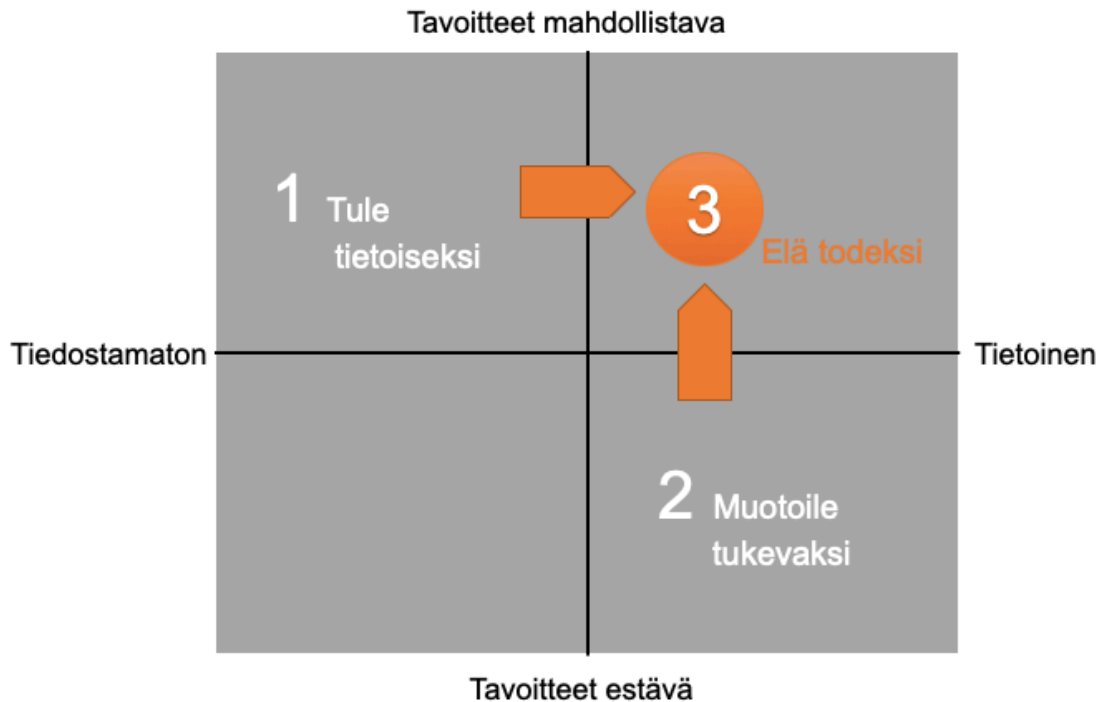 Tavoitteet mahdollistava
1 Tule
tietoiseksi
3
Elä todeksi
Tiedostamaton
Tietoinen
2 Muotoile
tukevaksi
Tavoitteet estävä